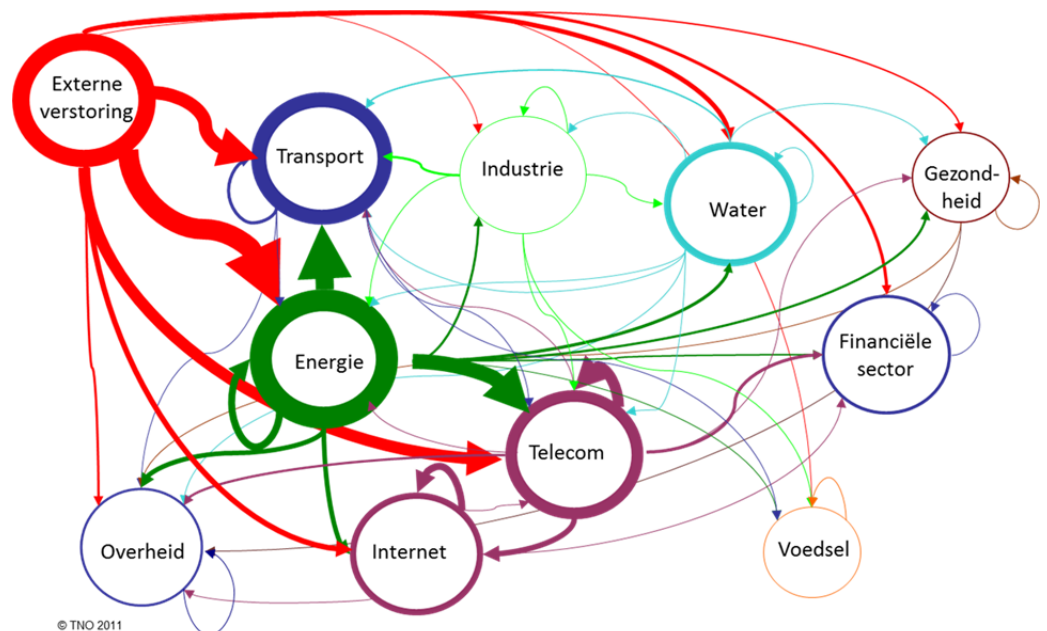 Externe
verstoring
Transport
Industrie
Water
Gezond-
heid
Energie
Financiële
sector
Telecom
Overheid
Internet
Voedsel
© TNO 2011